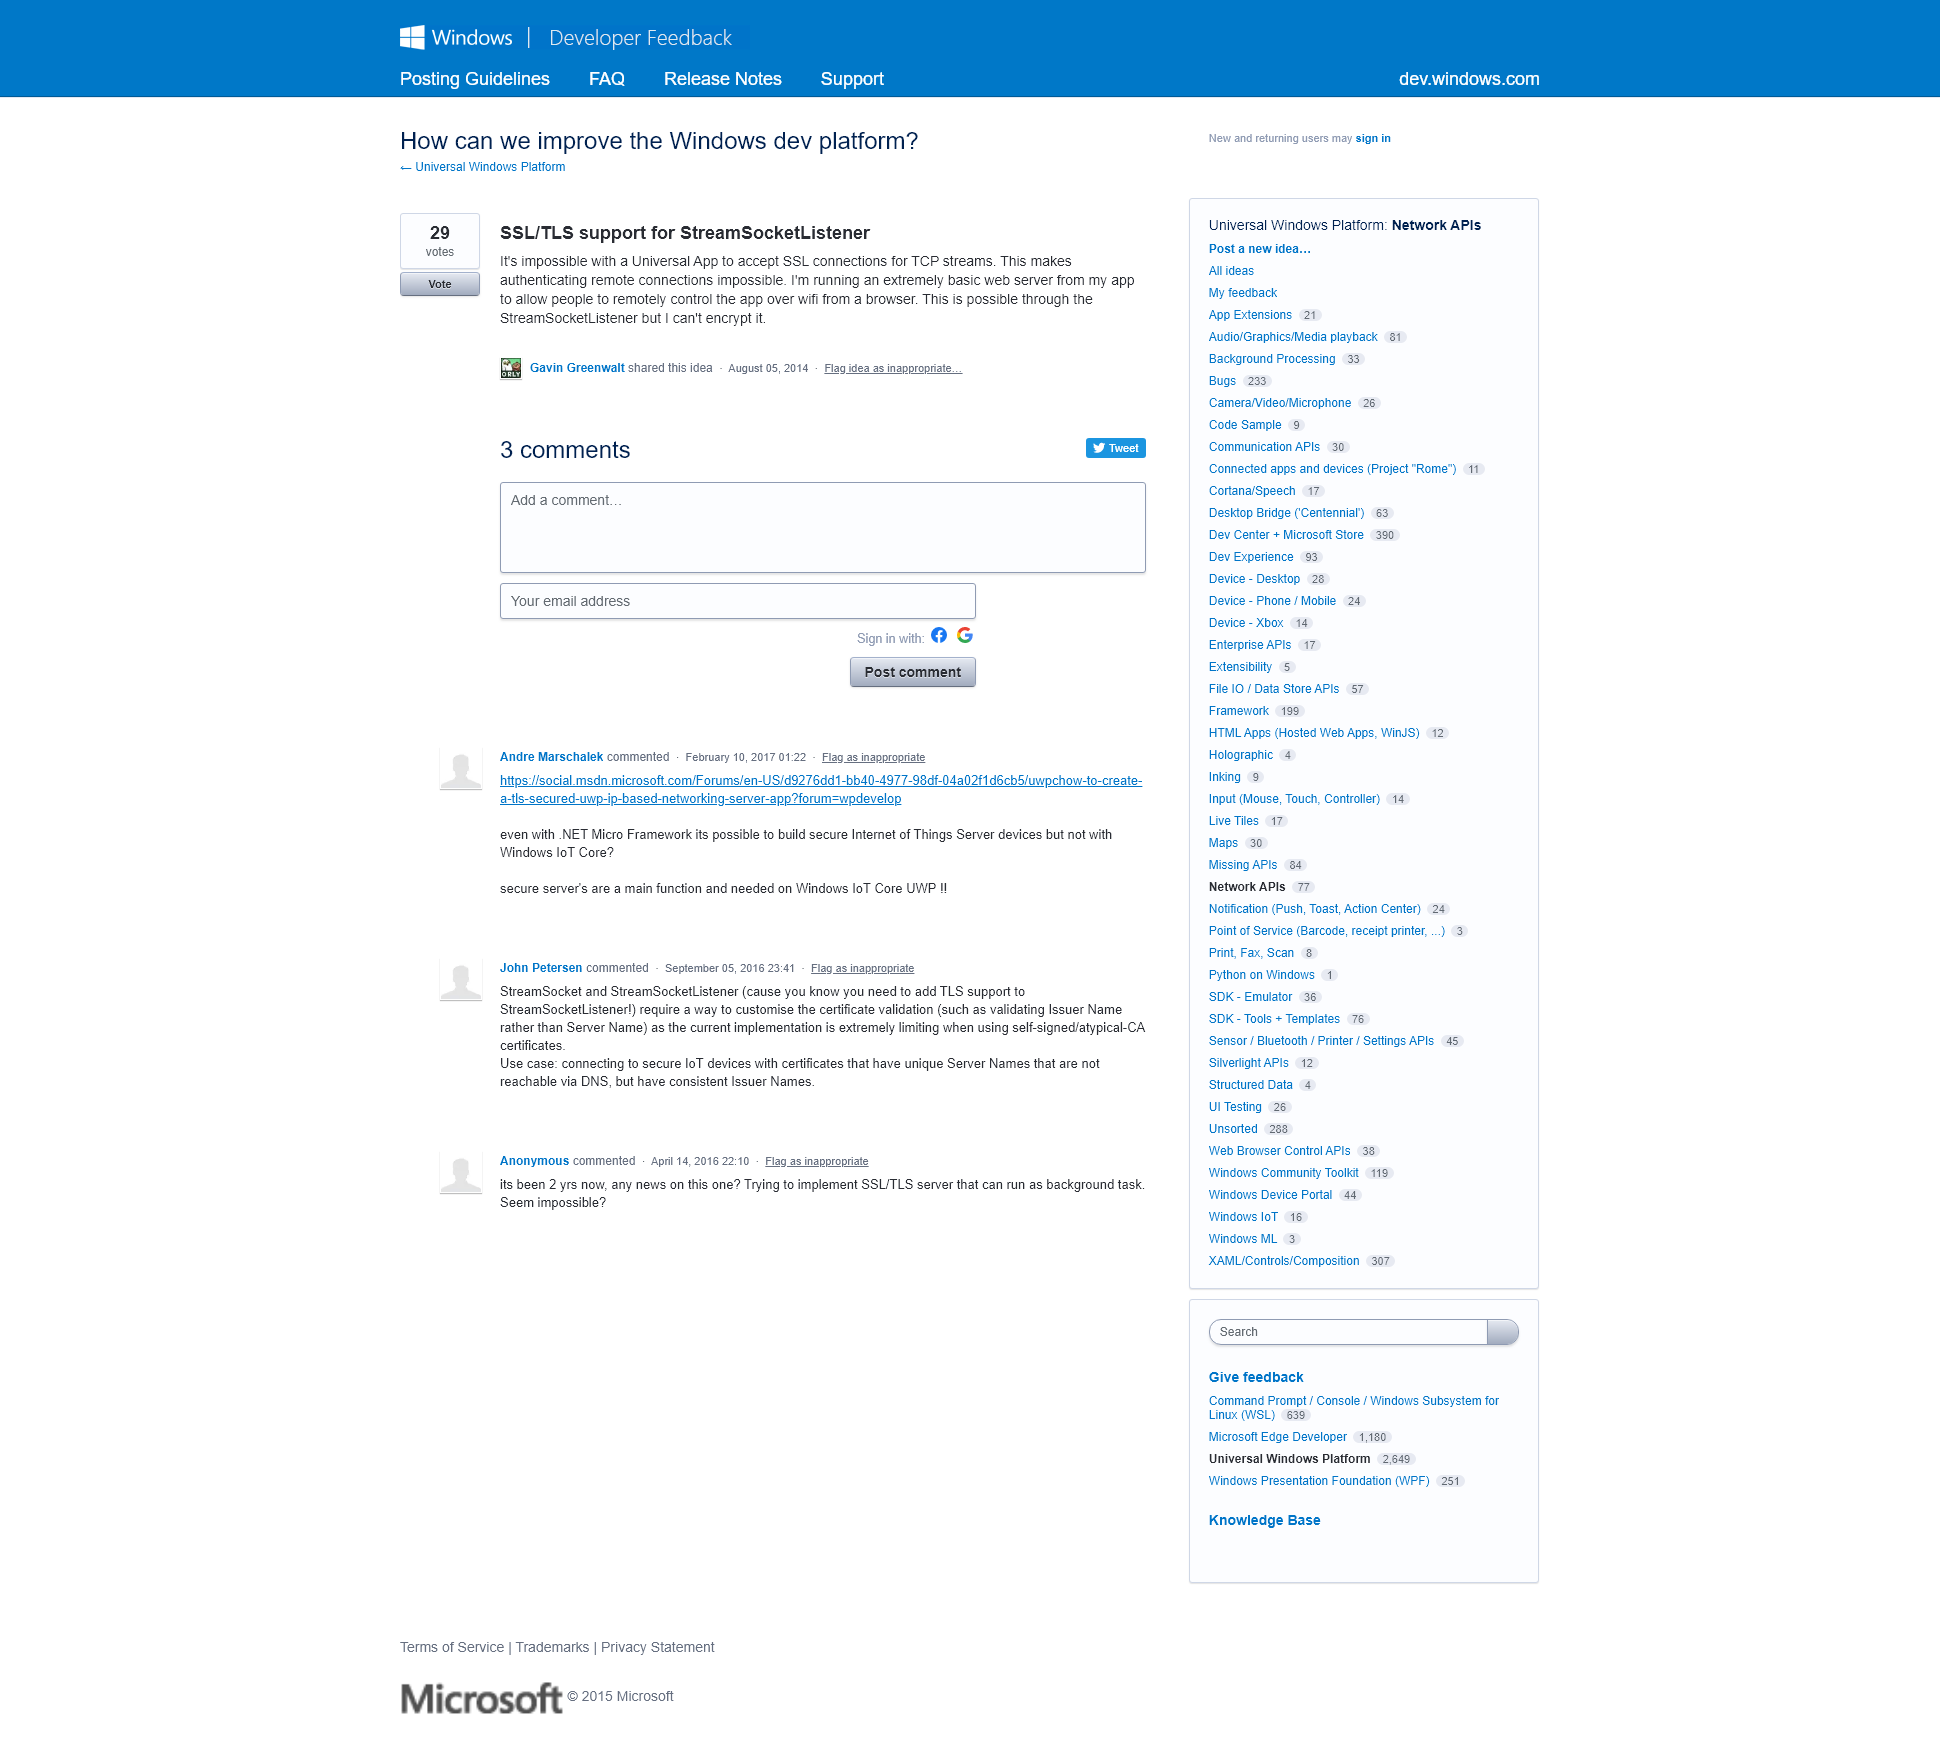 Windows | Developer Feedback
Posting Guidelines FAQ Release Notes Support dev.windows.com
How can we improve the Windows dev platform?
← Universal Windows Platform
New and returning users may sign in
29
votes
Vote
SSL/TLS support for StreamSocketListener
It's impossible with a Universal App to accept SSL connections for TCP streams. This makes
authenticating remote connections impossible. I'm running an extremely basic web server from my app
to allow people to remotely control the app over wifi from a browser. This is possible through the
StreamSocketListener but I can't encrypt it.
ORLY
Gavin Greenwalt shared this idea · August 05, 2014 · Flag idea as inappropriate…
3 comments
Tweet
Add a comment…
Your email address
Sign in with:
Post comment
Andre Marschalek commented · February 10, 2017 01:22 · Flag as inappropriate
https://social.msdn.microsoft.com/Forums/en-US/d9276dd1-bb40-4977-98df-04a02f1d6cb5/uwpchow-to-create-
a-tls-secured-uwp-ip-based-networking-server-app?forum=wpdevelop
even with .NET Micro Framework its possible to build secure Internet of Things Server devices but not with
Windows IoT Core?
secure server's are a main function and needed on Windows IoT Core UWP !!
John Petersen commented · September 05, 2016 23:41 · Flag as inappropriate
StreamSocket and StreamSocketListener (cause you know you need to add TLS support to
StreamSocketListener!) require a way to customise the certificate validation (such as validating Issuer Name
rather than Server Name) as the current implementation is extremely limiting when using self-signed/atypical-CA
certificates.
Use case: connecting to secure IoT devices with certificates that have unique Server Names that are not
reachable via DNS, but have consistent Issuer Names.
Anonymous commented · April 14, 2016 22:10 · Flag as inappropriate
its been 2 yrs now, any news on this one? Trying to implement SSL/TLS server that can run as background task.
Seem impossible?
Universal Windows Platform: Network APIs
Post a new idea…
All ideas
My feedback
App Extensions 21
Audio/Graphics/Media playback 81
Background Processing 33
Bugs 233
Camera/Video/Microphone 26
Code Sample 9
Communication APIs 30
Connected apps and devices (Project "Rome") 11
Cortana/Speech 17
Desktop Bridge ('Centennial') 63
Dev Center + Microsoft Store 390
Dev Experience 93
Device - Desktop 28
Device - Phone / Mobile 24
Device - Xbox 14
Enterprise APIs 17
Extensibility 5
File IO / Data Store APIs 57
Framework 199
HTML Apps (Hosted Web Apps, WinJS) 12
Holographic 4
Inking 9
Input (Mouse, Touch, Controller) 14
Live Tiles 17
Maps 30
Missing APIs 84
Network APIs 77
Notification (Push, Toast, Action Center) 24
Point of Service (Barcode, receipt printer, …) 3
Print, Fax, Scan 8
Python on Windows 1
SDK - Emulator 36
SDK - Tools + Templates 76
Sensor / Bluetooth / Printer / Settings APIs 45
Silverlight APIs 12
Structured Data 4
UI Testing 26
Unsorted 288
Web Browser Control APIs 38
Windows Community Toolkit 119
Windows Device Portal 44
Windows IoT 16
Windows ML 3
XAML/Controls/Composition 307
Search
Give feedback
Command Prompt / Console / Windows Subsystem for
Linux (WSL) 639
Microsoft Edge Developer 1,180
Universal Windows Platform 2,649
Windows Presentation Foundation (WPF) 251
Knowledge Base
Terms of Service | Trademarks | Privacy Statement
Microsoft © 2015 Microsoft